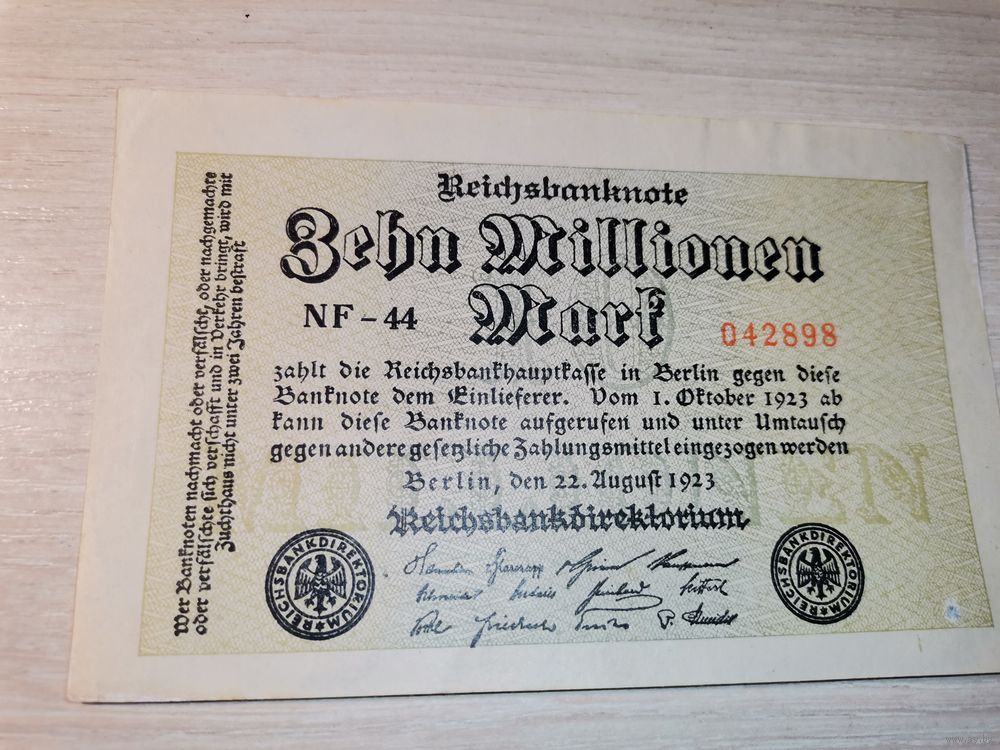 Reichsbanknote
Zehn Millionen
Mark
NF-44
042898
zahlt die Reichsbankhauptkasse in Berlin gegen diese
Banknote dem Einlieferer. Vom 1. Oktober 1923 ab
kann diese Banknote aufgerufen und unter Umtausch
gegen andere gesetzliche Zahlungsmittel eingezogen werden
Berlin, den 22. August 1923
Reichsbankdirektorium
REICHSBANKDIREKTORIUM
REICHSBANKDIREKTORIUM
Wer Banknoten nachmacht oder verfälscht, oder nachgemachte
oder verfälschte sich verschafft und in Verkehr bringt, wird mit
Zuchthaus nicht unter zwei Jahren bestraft